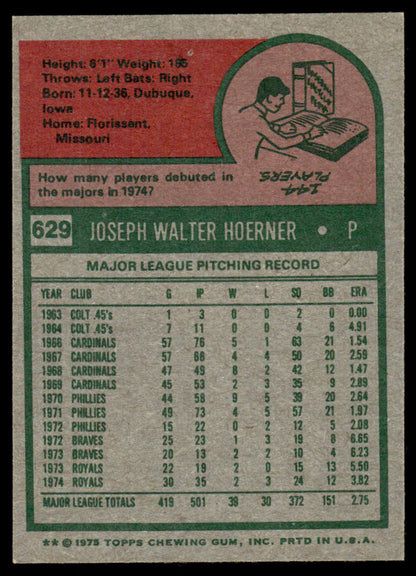 Height: 6'1" Weight: 185
Throws: Left Bats: Right
Born: 11-12-36, Dubuque,
Iowa
Home: Florissant,
Missouri
How many players debuted in
the majors in 1974?
144
PLAYERS
629 JOSEPH WALTER HOERNER • P
MAJOR LEAGUE PITCHING RECORD
YEAR CLUB G IP W L SO BB ERA
1963 COLT .45's 1 3 0 0 2 0 0.00
1964 COLT .45's 7 11 0 0 4 6 4.91
1966 CARDINALS 57 76 5 1 63 21 1.54
1967 CARDINALS 57 66 4 4 50 20 2.59
1968 CARDINALS 47 49 8 2 42 12 1.47
1969 CARDINALS 45 53 2 3 35 9 2.89
1970 PHILLIES 44 58 9 5 39 20 2.64
1971 PHILLIES 49 73 4 5 57 21 1.97
1972 PHILLIES 15 22 0 2 12 5 2.08
1972 BRAVES 25 23 1 3 19 8 6.65
1973 BRAVES 20 13 2 2 10 4 6.23
1973 ROYALS 22 19 2 0 15 13 5.50
1974 ROYALS 30 35 2 3 24 12 3.82
MAJOR LEAGUE TOTALS 419 501 39 30 372 151 2.75
** © 1975 TOPPS CHEWING GUM, INC. PRTD IN U.S.A.